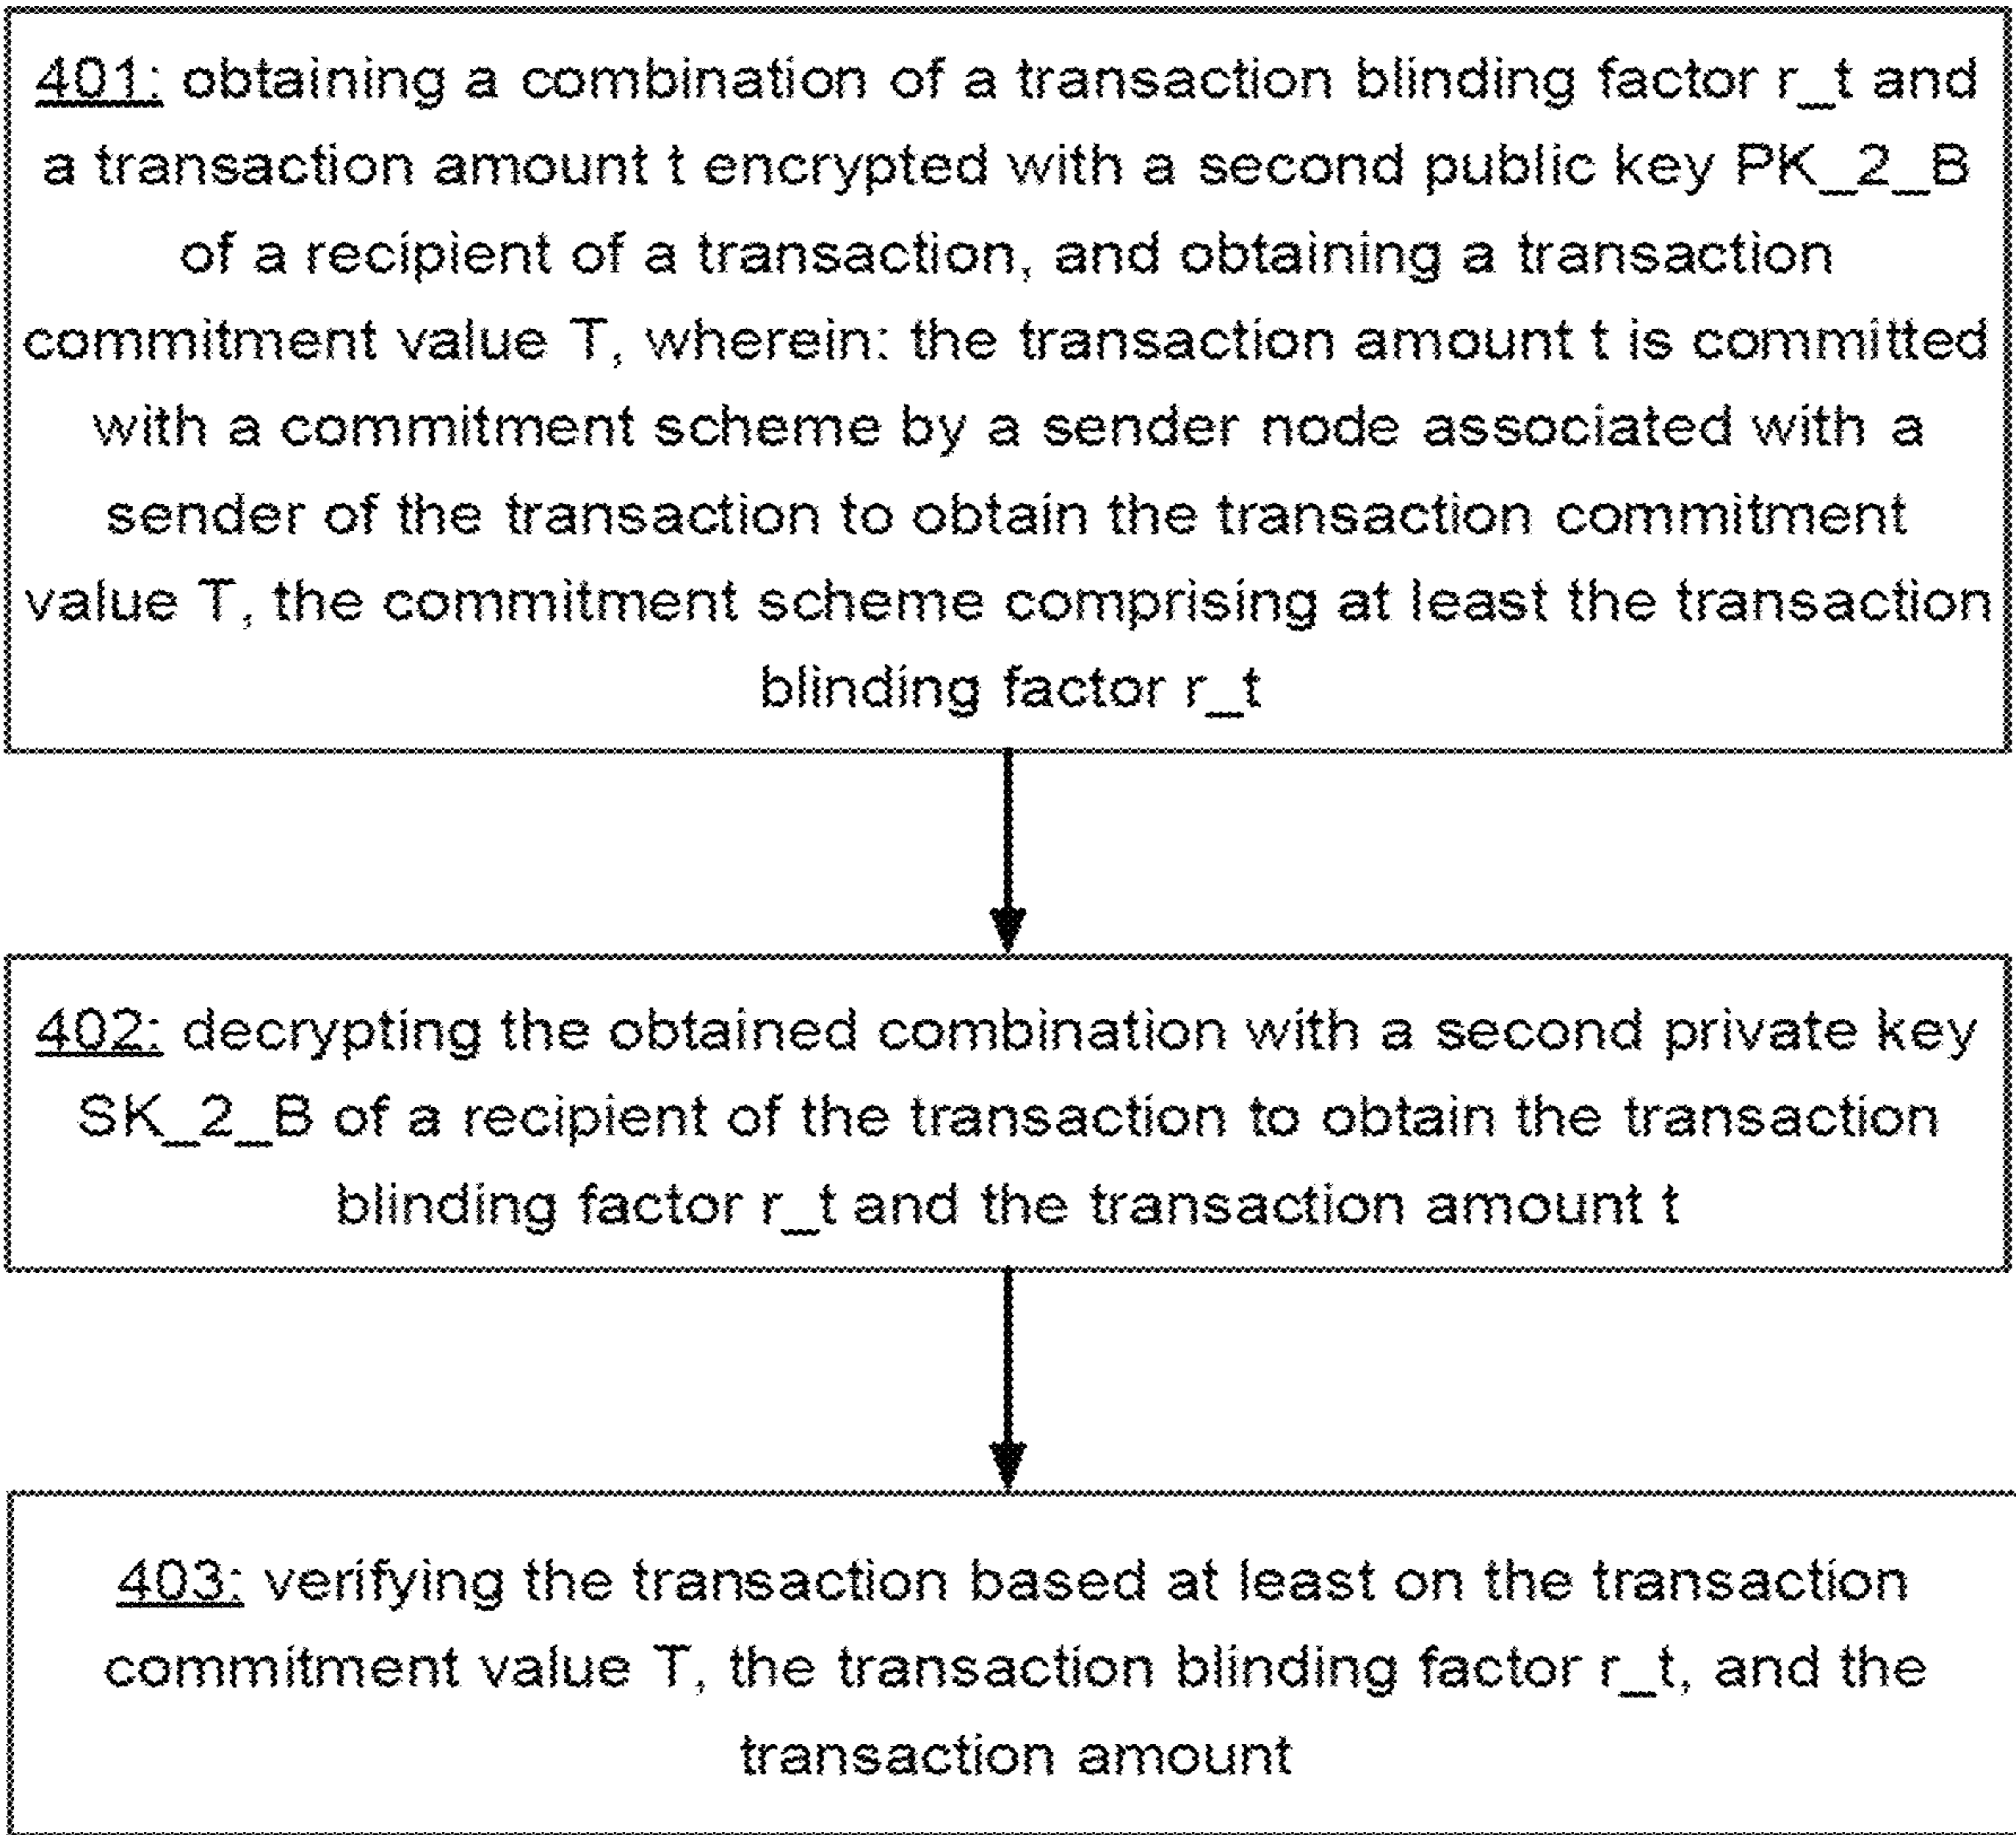 401: obtaining a combination of a transaction blinding factor r_t and
a transaction amount t encrypted with a second public key PK_2_B
of a recipient of a transaction, and obtaining a transaction
commitment value T, wherein: the transaction amount t is committed
with a commitment scheme by a sender node associated with a
sender of the transaction to obtain the transaction commitment
value T, the commitment scheme comprising at least the transaction
blinding factor r_t
402: decrypting the obtained combination with a second private key
SK_2_B of a recipient of the transaction to obtain the transaction
blinding factor r_t and the transaction amount t
403: verifying the transaction based at least on the transaction
commitment value T, the transaction blinding factor r_t, and the
transaction amount